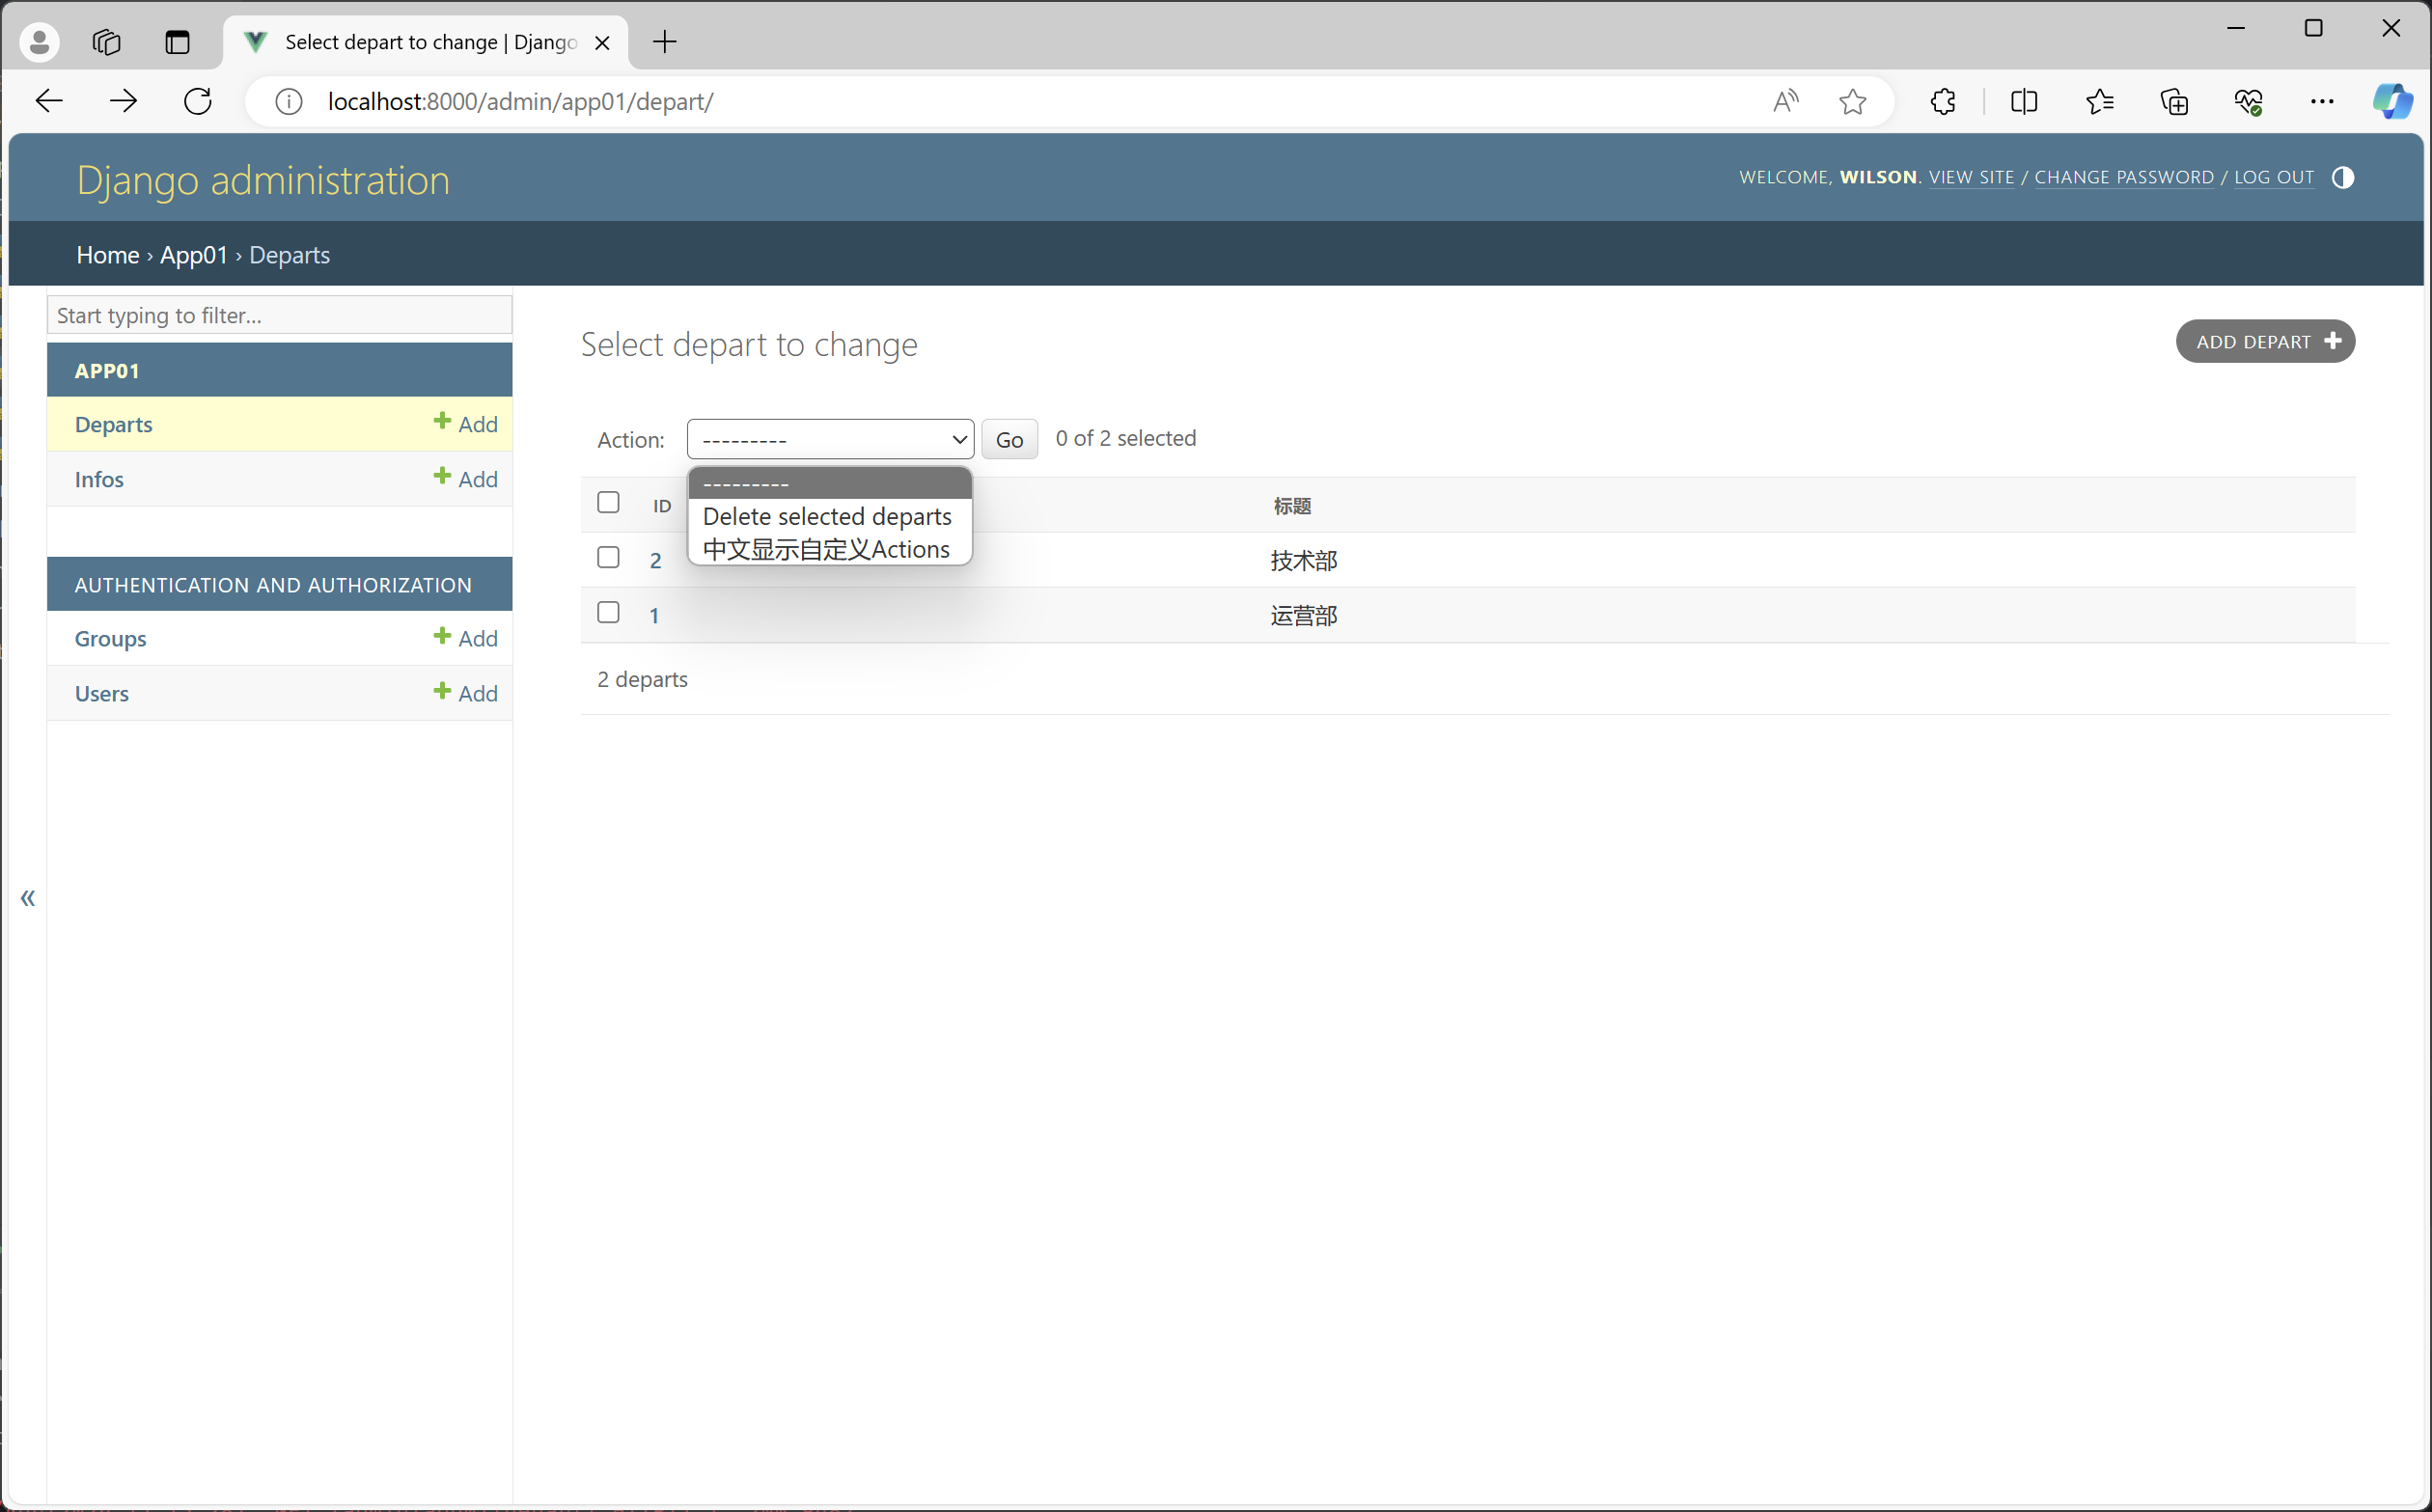 Select depart to change | Django
localhost:8000/admin/app01/depart/
Django administration
WELCOME, WILSON. VIEW SITE / CHANGE PASSWORD / LOG OUT
Home › App01 › Departs
Start typing to filter...
APP01
Departs
Add
Infos
Add
AUTHENTICATION AND AUTHORIZATION
Groups
Add
Users
Add
«
Select depart to change
ADD DEPART
Action:
---------
Go
0 of 2 selected
---------
Delete selected departs
中文显示自定义Actions
ID
标题
2
技术部
1
运营部
2 departs